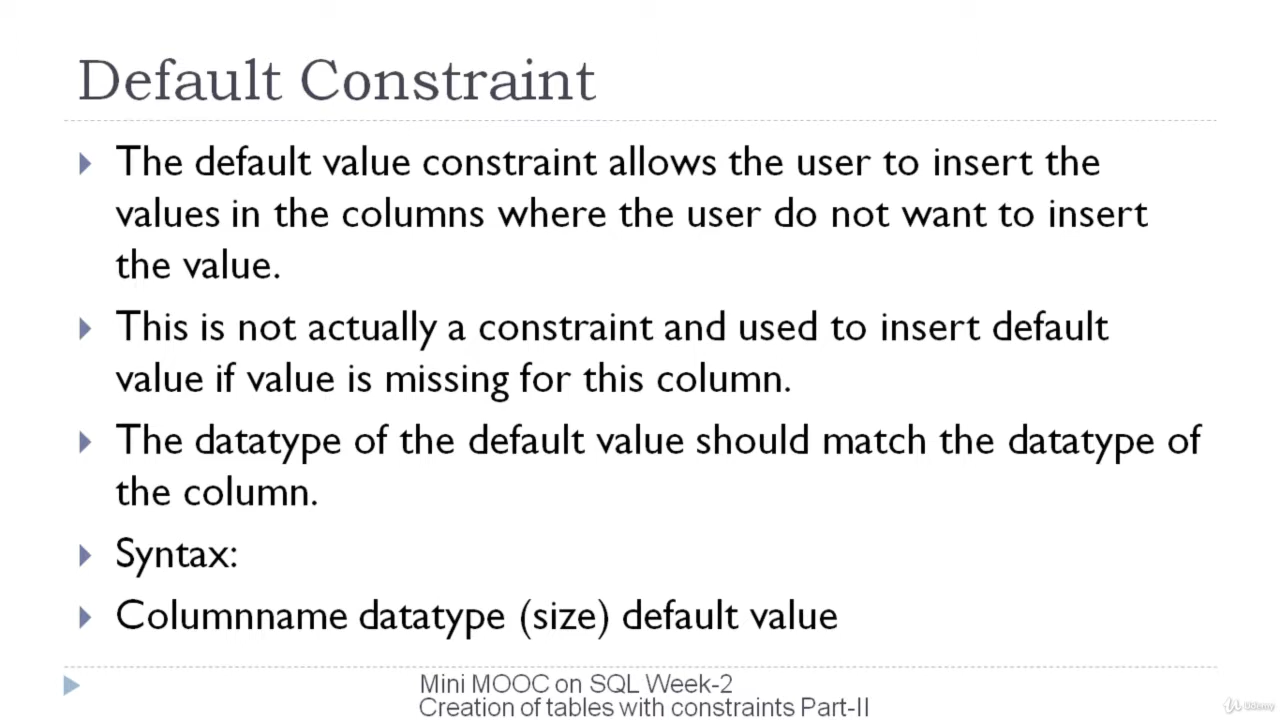 Default Constraint
The default value constraint allows the user to insert the
values in the columns where the user do not want to insert
the value.
This is not actually a constraint and used to insert default
value if value is missing for this column.
The datatype of the default value should match the datatype of
the column.
Syntax:
Columnname datatype (size) default value
Mini MOOC on SQL Week-2
Creation of tables with constraints Part-II
Udemy